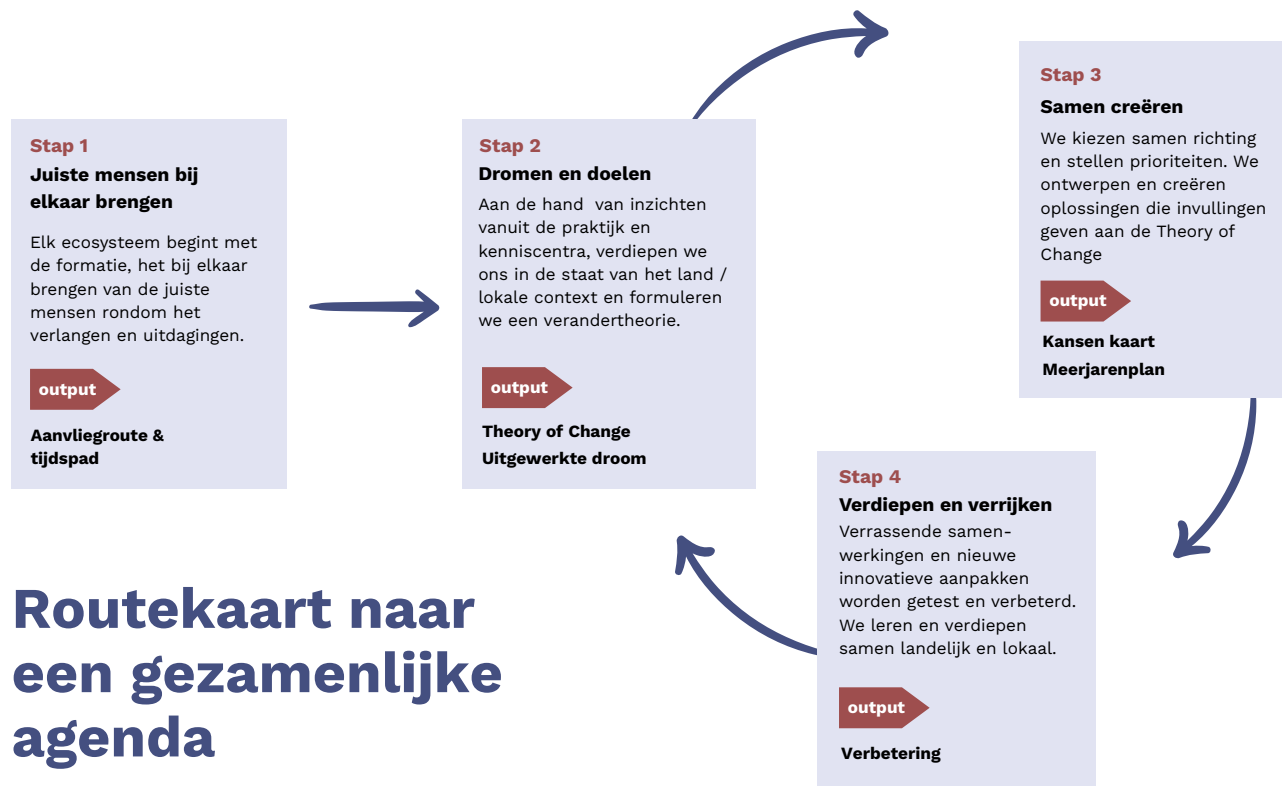 Stap 1
Juiste mensen bij
elkaar brengen
Elk ecosysteem begint met
de formatie, het bij elkaar
brengen van de juiste
mensen rondom het
verlangen en uitdagingen.
output
Aanvliegroute &
tijdspad
Stap 2
Dromen en doelen
Aan de hand van inzichten
vanuit de praktijk en
kenniscentra, verdiepen we
ons in de staat van het land /
lokale context en formuleren
we een verandertheorie.
output
Theory of Change
Uitgewerkte droom
Stap 3
Samen creëren
We kiezen samen richting
en stellen prioriteiten. We
ontwerpen en creëren
oplossingen die invullingen
geven aan de Theory of
Change
output
Kansen kaart
Meerjarenplan
Stap 4
Verdiepen en verrijken
Verrassende samen-
werkingen en nieuwe
innovatieve aanpakken
worden getest en verbeterd.
We leren en verdiepen
samen landelijk en lokaal.
output
Verbetering
Routekaart naar
een gezamenlijke
agenda